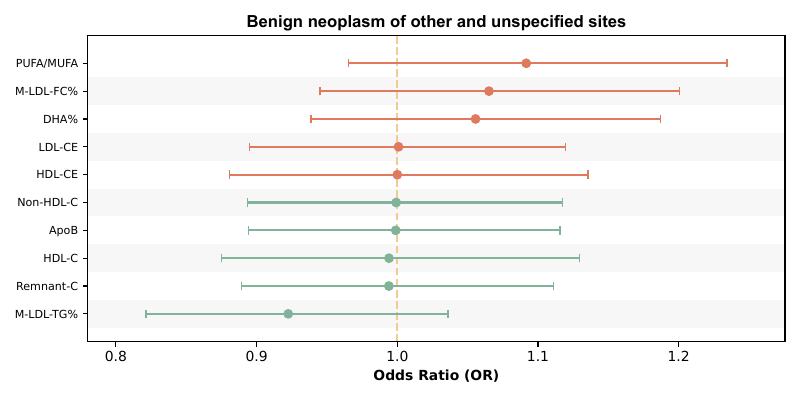 Benign neoplasm of other and unspecified sites
PUFA/MUFA
M-LDL-FC%
DHA%
LDL-CE
HDL-CE
Non-HDL-C
ApoB
HDL-C
Remnant-C
M-LDL-TG%
0.8 0.9 1.0 1.1 1.2
Odds Ratio (OR)